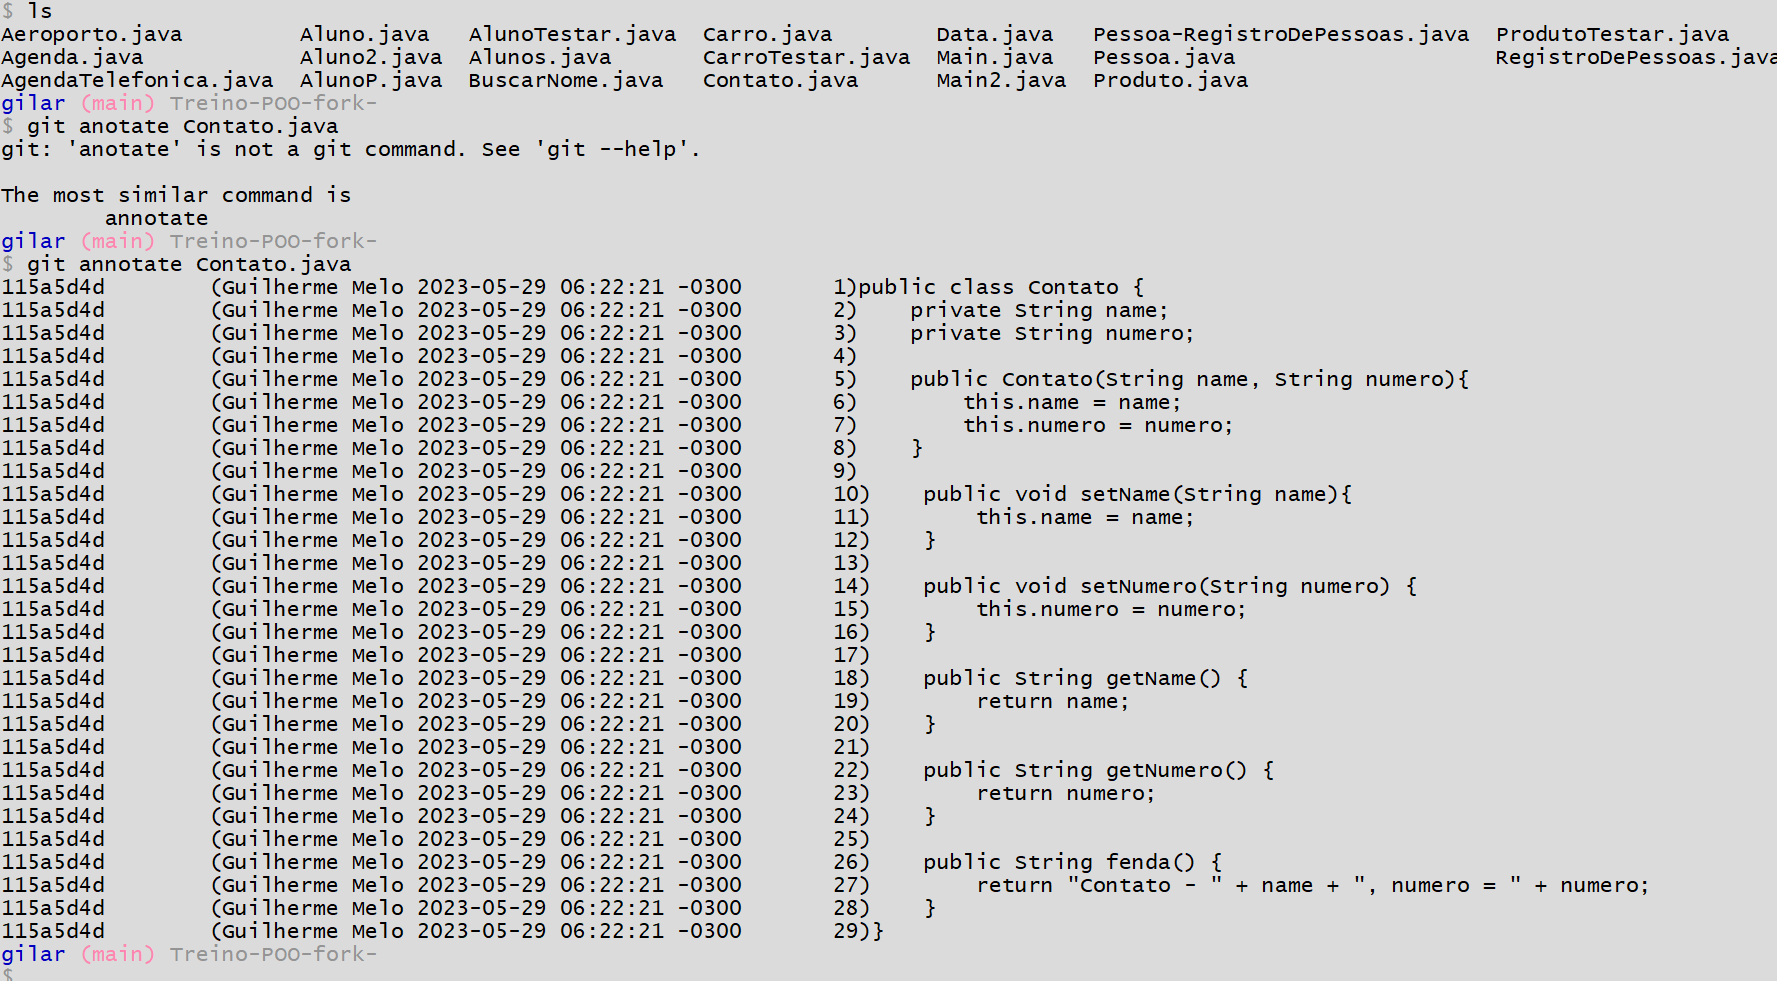 $ ls
Aeroporto.java         Aluno.java   AlunoTestar.java  Carro.java        Data.java   Pessoa-RegistroDePessoas.java  ProdutoTestar.java
Agenda.java            Aluno2.java  Alunos.java       CarroTestar.java  Main.java   Pessoa.java                    RegistroDePessoas.java
AgendaTelefonica.java  AlunoP.java  BuscarNome.java   Contato.java      Main2.java  Produto.java
gilar (main) Treino-POO-fork-
$ git anotate Contato.java
git: 'anotate' is not a git command. See 'git --help'.

The most similar command is
        annotate
gilar (main) Treino-POO-fork-
$ git annotate Contato.java
115a5d4d        (Guilherme Melo 2023-05-29 06:22:21 -0300       1)public class Contato {
115a5d4d        (Guilherme Melo 2023-05-29 06:22:21 -0300       2)    private String name;
115a5d4d        (Guilherme Melo 2023-05-29 06:22:21 -0300       3)    private String numero;
115a5d4d        (Guilherme Melo 2023-05-29 06:22:21 -0300       4)
115a5d4d        (Guilherme Melo 2023-05-29 06:22:21 -0300       5)    public Contato(String name, String numero){
115a5d4d        (Guilherme Melo 2023-05-29 06:22:21 -0300       6)        this.name = name;
115a5d4d        (Guilherme Melo 2023-05-29 06:22:21 -0300       7)        this.numero = numero;
115a5d4d        (Guilherme Melo 2023-05-29 06:22:21 -0300       8)    }
115a5d4d        (Guilherme Melo 2023-05-29 06:22:21 -0300       9)
115a5d4d        (Guilherme Melo 2023-05-29 06:22:21 -0300       10)    public void setName(String name){
115a5d4d        (Guilherme Melo 2023-05-29 06:22:21 -0300       11)        this.name = name;
115a5d4d        (Guilherme Melo 2023-05-29 06:22:21 -0300       12)    }
115a5d4d        (Guilherme Melo 2023-05-29 06:22:21 -0300       13)
115a5d4d        (Guilherme Melo 2023-05-29 06:22:21 -0300       14)    public void setNumero(String numero) {
115a5d4d        (Guilherme Melo 2023-05-29 06:22:21 -0300       15)        this.numero = numero;
115a5d4d        (Guilherme Melo 2023-05-29 06:22:21 -0300       16)    }
115a5d4d        (Guilherme Melo 2023-05-29 06:22:21 -0300       17)
115a5d4d        (Guilherme Melo 2023-05-29 06:22:21 -0300       18)    public String getName() {
115a5d4d        (Guilherme Melo 2023-05-29 06:22:21 -0300       19)        return name;
115a5d4d        (Guilherme Melo 2023-05-29 06:22:21 -0300       20)    }
115a5d4d        (Guilherme Melo 2023-05-29 06:22:21 -0300       21)
115a5d4d        (Guilherme Melo 2023-05-29 06:22:21 -0300       22)    public String getNumero() {
115a5d4d        (Guilherme Melo 2023-05-29 06:22:21 -0300       23)        return numero;
115a5d4d        (Guilherme Melo 2023-05-29 06:22:21 -0300       24)    }
115a5d4d        (Guilherme Melo 2023-05-29 06:22:21 -0300       25)
115a5d4d        (Guilherme Melo 2023-05-29 06:22:21 -0300       26)    public String fenda() {
115a5d4d        (Guilherme Melo 2023-05-29 06:22:21 -0300       27)        return "Contato - " + name + ", numero = " + numero;
115a5d4d        (Guilherme Melo 2023-05-29 06:22:21 -0300       28)    }
115a5d4d        (Guilherme Melo 2023-05-29 06:22:21 -0300       29)}
gilar (main) Treino-POO-fork-
$